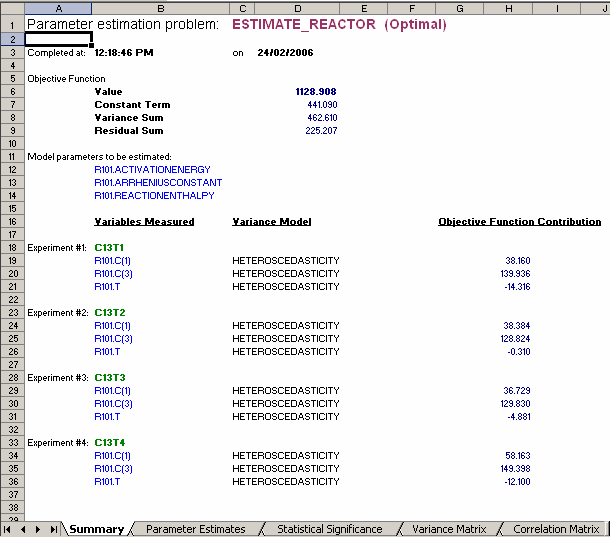 A B C D E F G H I J
1 Parameter estimation problem: ESTIMATE_REACTOR (Optimal)
2
3 Completed at: 12:18:46 PM on 24/02/2006
4
5 Objective Function
6 Value 1128.908
7 Constant Term 441.090
8 Variance Sum 462.610
9 Residual Sum 225.207
10
11 Model parameters to be estimated:
12 R101.ACTIVATIONENERGY
13 R101.ARRHENIUSCONSTANT
14 R101.REACTIONENTHALPY
15
16 Variables Measured Variance Model Objective Function Contribution
17
18 Experiment #1: C13T1
19 R101.C(1) HETEROSCEDASTICITY 38.160
20 R101.C(3) HETEROSCEDASTICITY 139.936
21 R101.T HETEROSCEDASTICITY -14.316
22
23 Experiment #2: C13T2
24 R101.C(1) HETEROSCEDASTICITY 38.384
25 R101.C(3) HETEROSCEDASTICITY 128.824
26 R101.T HETEROSCEDASTICITY -0.310
27
28 Experiment #3: C13T3
29 R101.C(1) HETEROSCEDASTICITY 36.729
30 R101.C(3) HETEROSCEDASTICITY 129.830
31 R101.T HETEROSCEDASTICITY -4.881
32
33 Experiment #4: C13T4
34 R101.C(1) HETEROSCEDASTICITY 58.163
35 R101.C(3) HETEROSCEDASTICITY 149.398
36 R101.T HETEROSCEDASTICITY -12.100
37
38
39
Summary Parameter Estimates Statistical Significance Variance Matrix Correlation Matrix